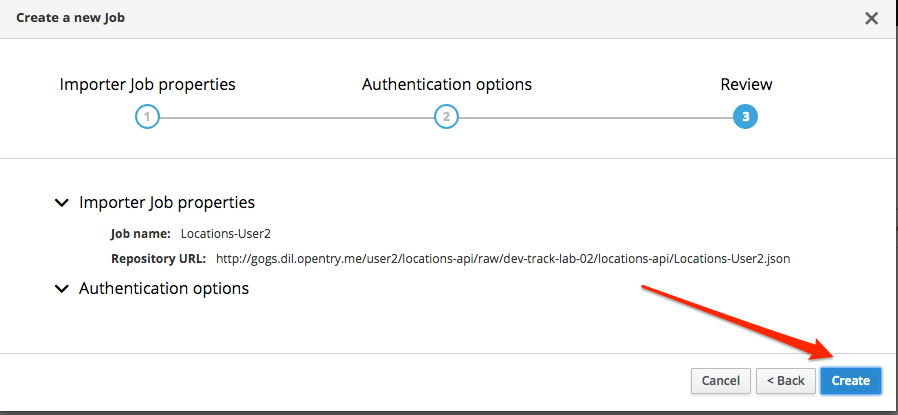 Create a new Job
Importer Job properties Authentication options Review
1 2 3
Importer Job properties
Job name: Locations-User2
Repository URL: http://gogs.dil.opentry.me/user2/locations-api/raw/dev-track-lab-02/locations-api/Locations-User2.json
Authentication options
Cancel < Back Create